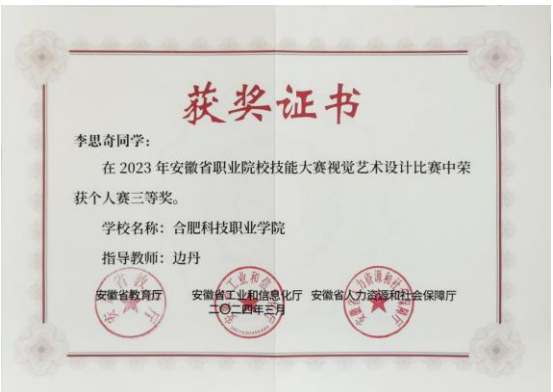 获奖证书
李思奇同学：
在 2023 年安徽省职业院校技能大赛视觉艺术设计比赛中荣
获个人赛三等奖。
学校名称：合肥科技职业学院
指导教师：边丹
安徽省教育厅 安徽省工业和信息化厅 安徽省人力资源和社会保障厅
二〇二四年三月